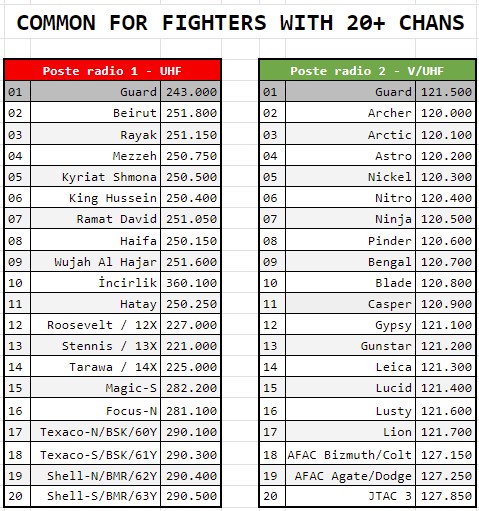 COMMON FOR FIGHTERS WITH 20+ CHANS
Poste radio 1 - UHF
01 Guard 243.000
02 Beirut 251.800
03 Rayak 251.150
04 Mezzeh 250.750
05 Kyriat Shmona 250.500
06 King Hussein 250.400
07 Ramat David 251.050
08 Haifa 250.150
09 Wujah Al Hajar 251.600
10 İncirlik 360.100
11 Hatay 250.250
12 Roosevelt / 12X 227.000
13 Stennis / 13X 221.000
14 Tarawa / 14X 225.000
15 Magic-S 282.200
16 Focus-N 281.100
17 Texaco-N/BSK/60Y 290.100
18 Texaco-S/BSK/61Y 290.300
19 Shell-N/BMR/62Y 290.400
20 Shell-S/BMR/63Y 290.500
Poste radio 2 - V/UHF
01 Guard 121.500
02 Archer 120.000
03 Arctic 120.100
04 Astro 120.200
05 Nickel 120.300
06 Nitro 120.400
07 Ninja 120.500
08 Pinder 120.600
09 Bengal 120.700
10 Blade 120.800
11 Casper 120.900
12 Gypsy 121.100
13 Gunstar 121.200
14 Leica 121.300
15 Lucid 121.400
16 Lusty 121.600
17 Lion 121.700
18 AFAC Bizmuth/Colt 127.150
19 AFAC Agate/Dodge 127.250
20 JTAC 3 127.850